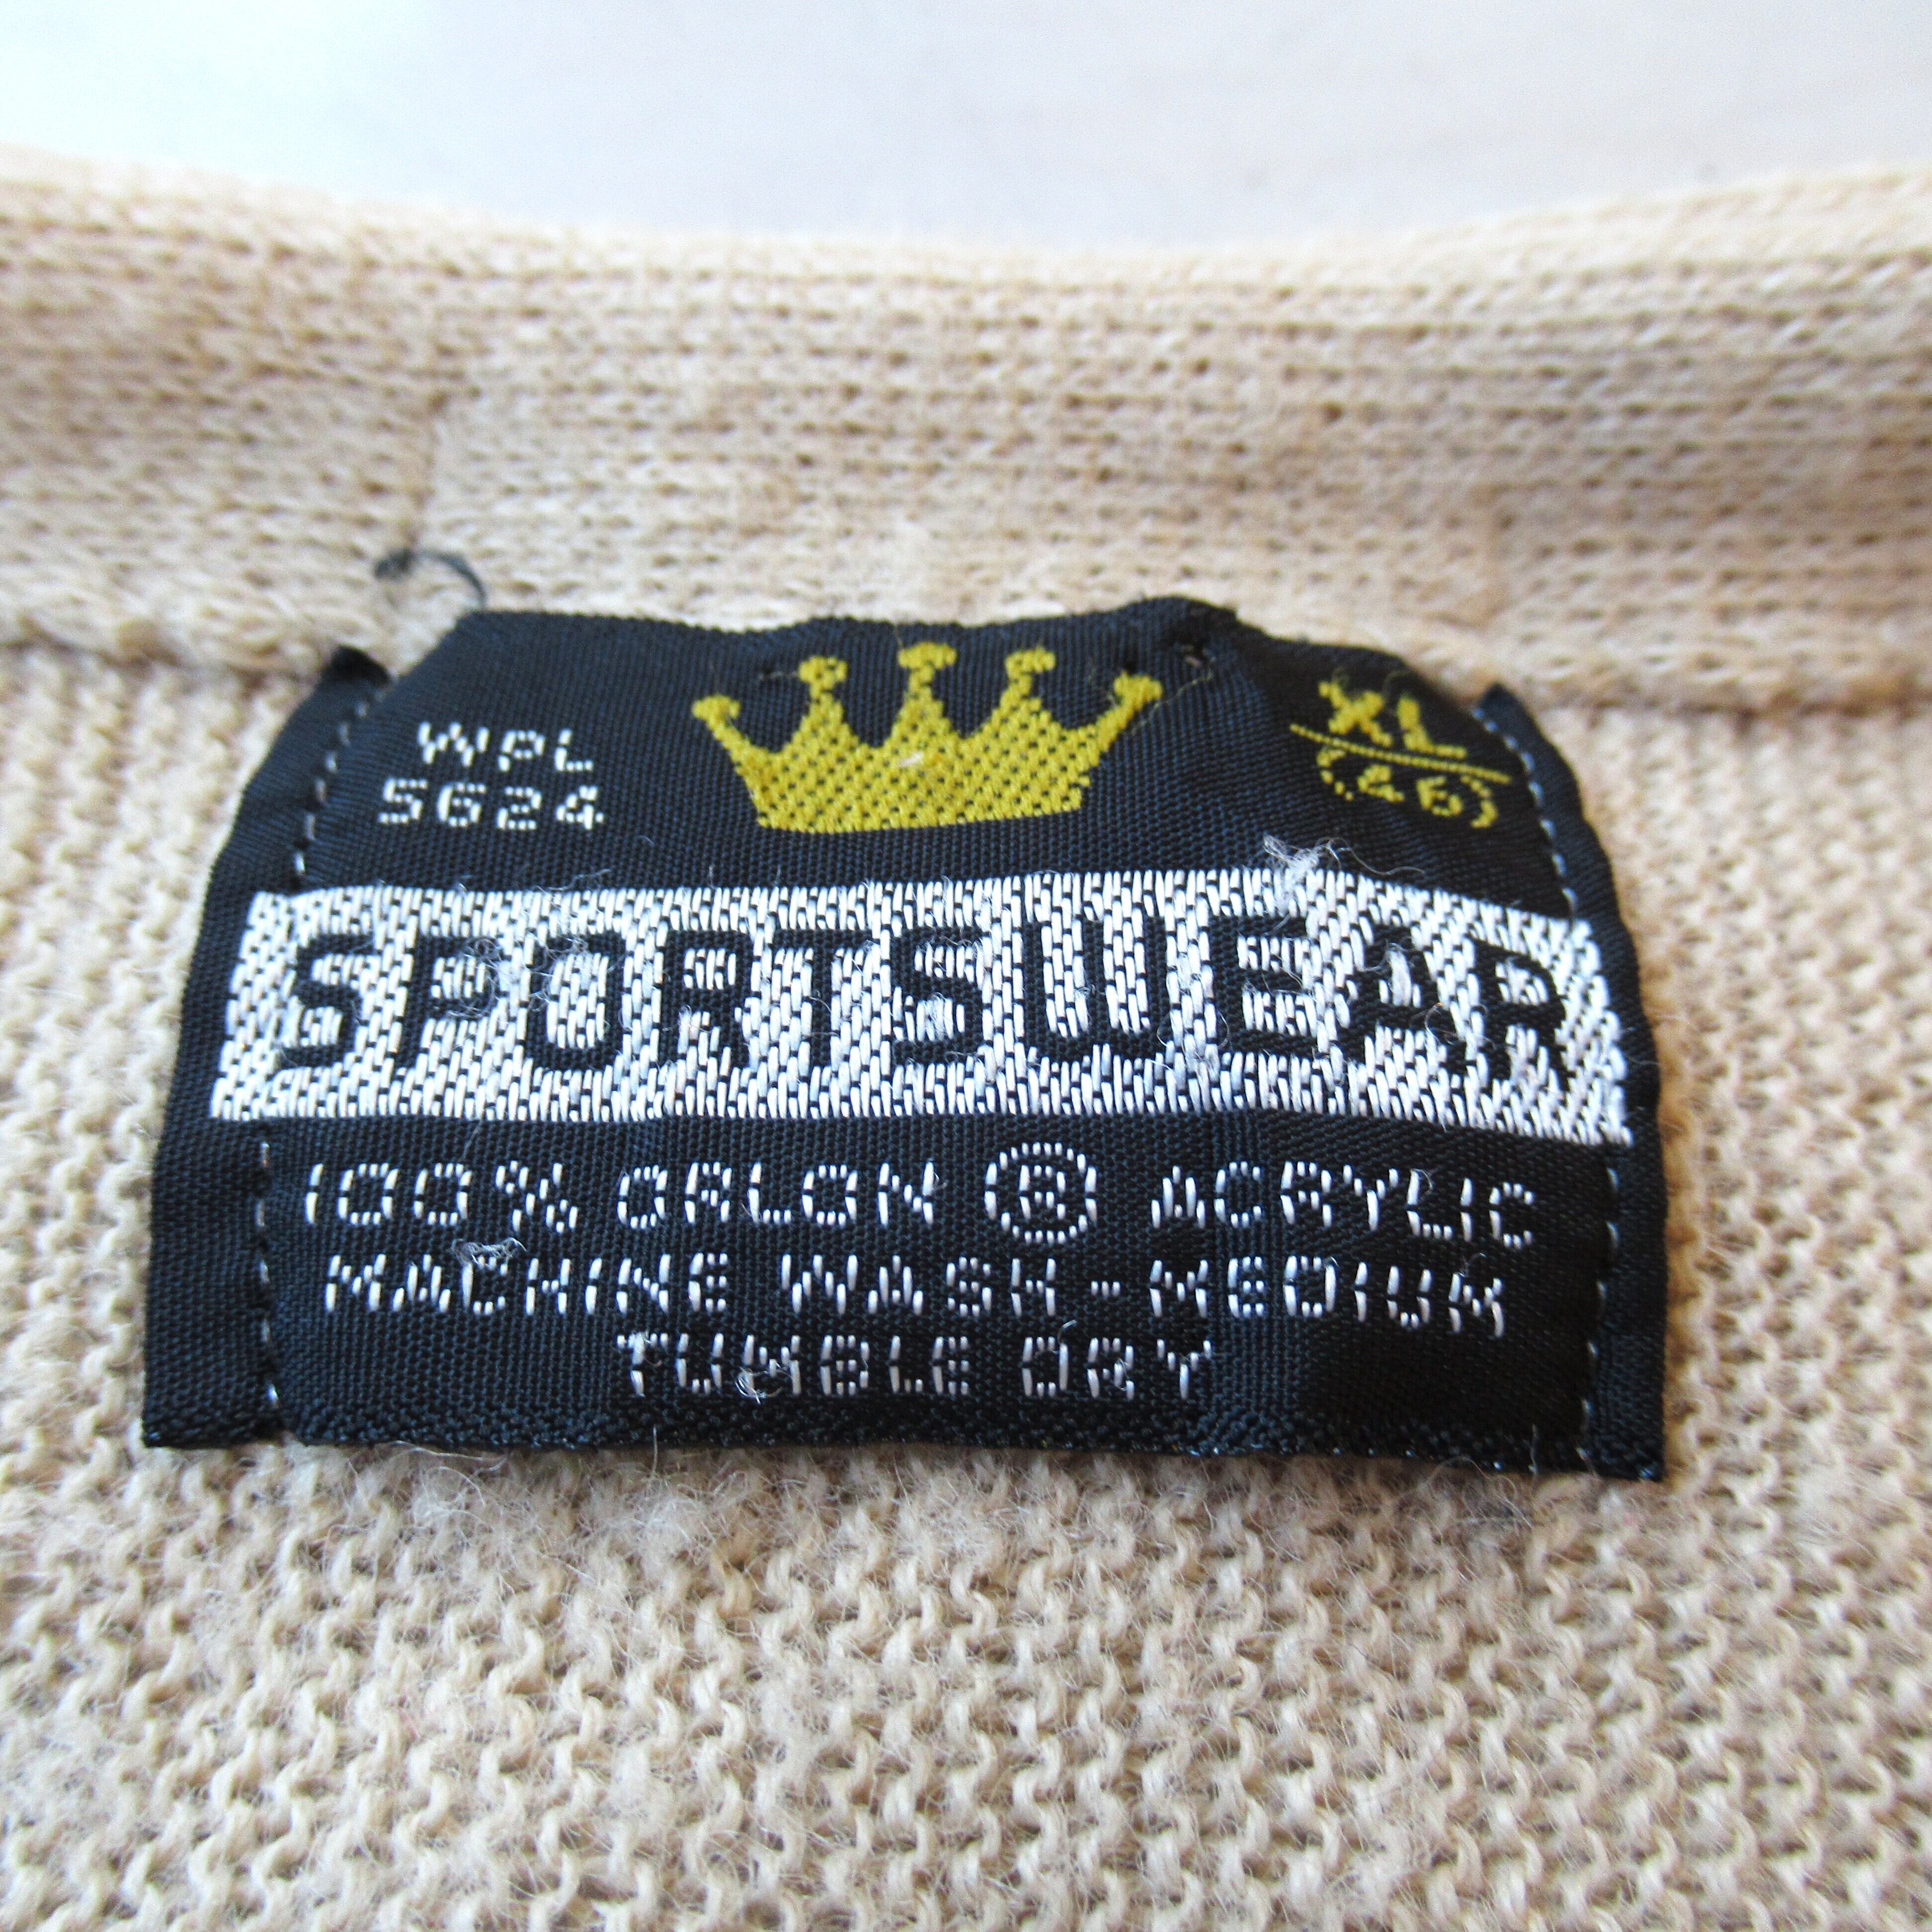 WPL
5624
XL
(46)
SPORTSWEAR
100% ORLON ® ACRYLIC
MACHINE WASH - MEDIUM
TUMBLE DRY